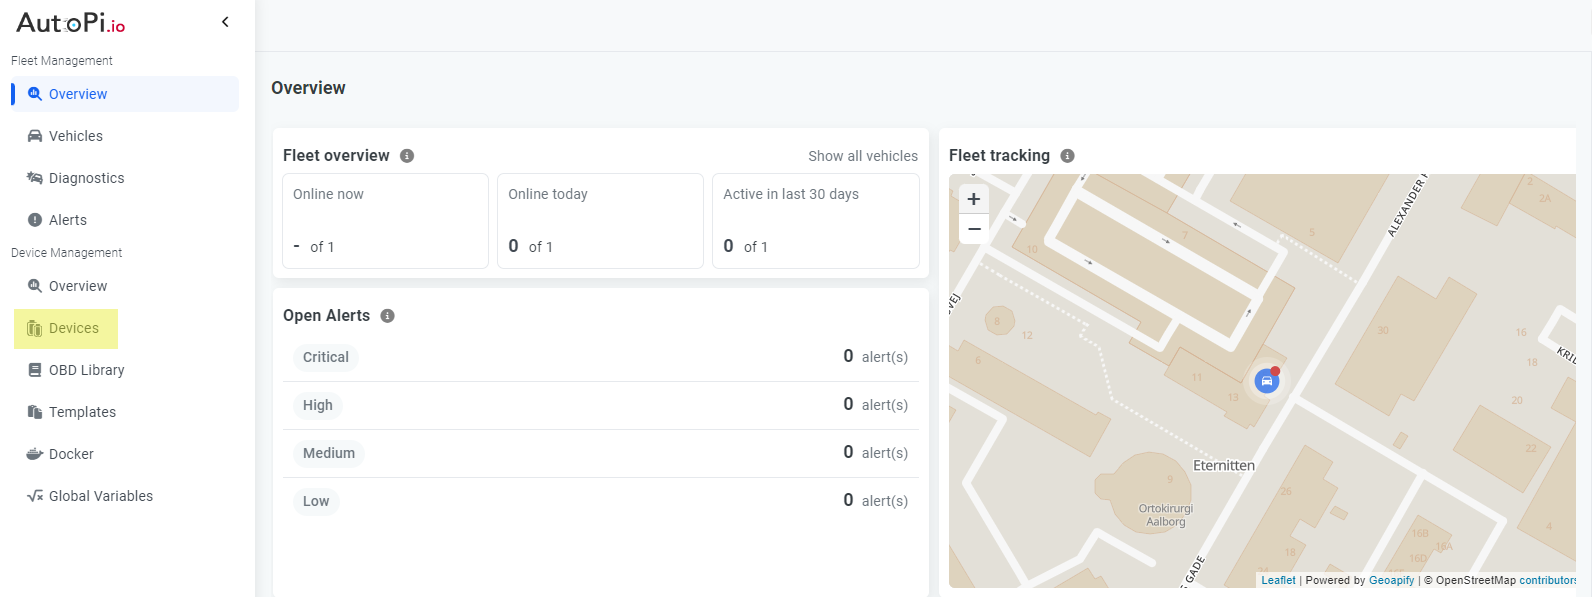 AutoPi.io
Fleet Management
Overview
Vehicles
Diagnostics
Alerts
Device Management
Overview
Devices
OBD Library
Templates
Docker
Global Variables
Overview
Fleet overview
Show all vehicles
Online now
- of 1
Online today
0 of 1
Active in last 30 days
0 of 1
Open Alerts
Critical
0 alert(s)
High
0 alert(s)
Medium
0 alert(s)
Low
0 alert(s)
Fleet tracking
+
−
ALEXANDER
2
2A
5
7
10
8
12
6
11
13
30
16
18
20
22
9
26
18
4
16B
16A
16D
Eternitten
Ortokirurgi
Aalborg
GADE
Leaflet | Powered by Geoapify | © OpenStreetMap contributors